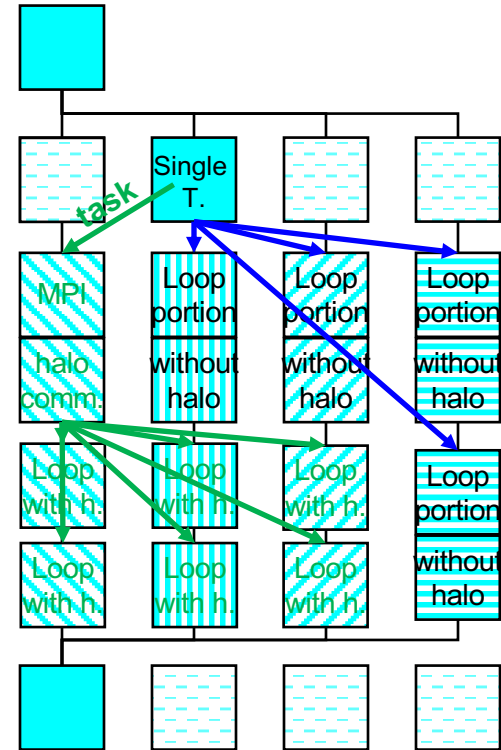 Single
T.
task
MPI
halo
comm.
Loop
portion
without
halo
Loop
portion
without
halo
Loop
portion
without
halo
Loop
with h.
Loop
with h.
Loop
with h.
Loop
portion
without
halo
Loop
with h.
Loop
with h.
Loop
with h.